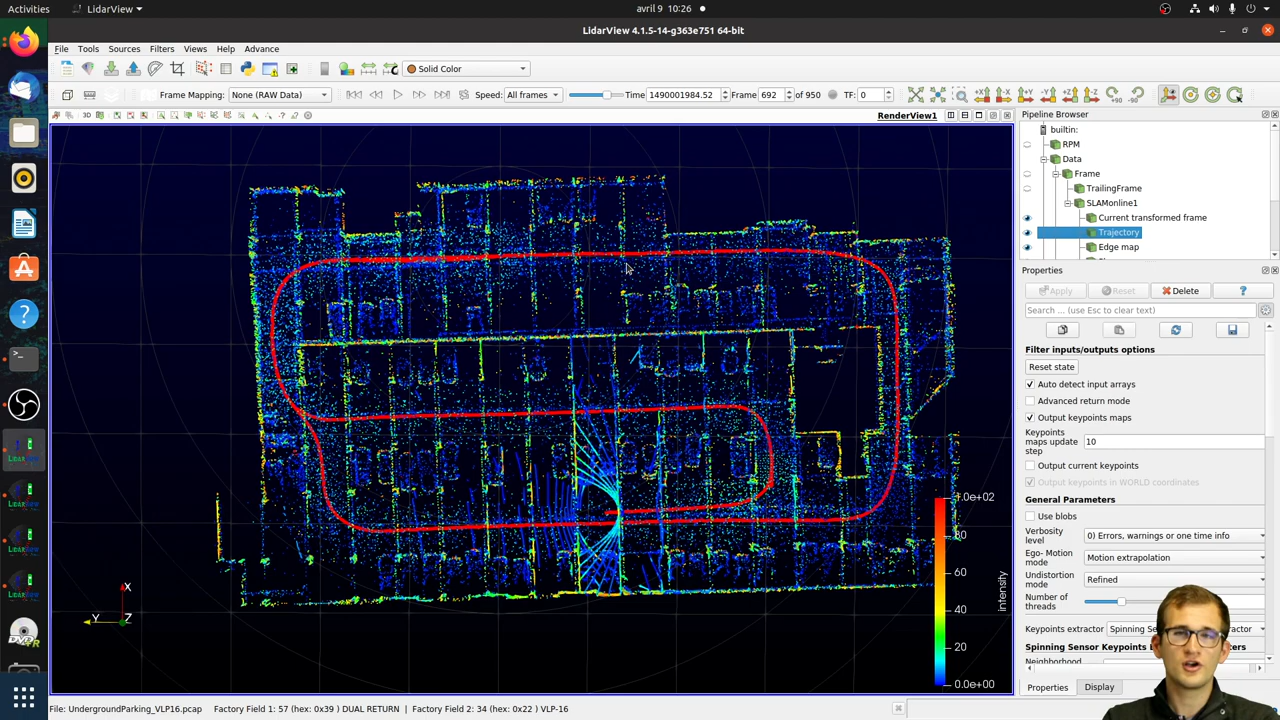 Activities LidarView avril 9 10:26
LidarView 4.1.5-14-g363e751 64-bit
File Tools Sources Filters Views Help Advance
Solid Color
Frame Mapping: None (RAW Data) Speed: All frames Time 1490001984.52 Frame 692 of 950 TF: 0
3D RenderView1
Pipeline Browser
builtin:
RPM
Data
Frame
TrailingFrame
SLAMonline1
Current transformed frame
Trajectory
Edge map
Properties
Apply Reset Delete ?
Search ... (use Esc to clear text)
Filter inputs/outputs options
Reset state
Auto detect input arrays
Advanced return mode
Output keypoints maps
Keypoints
maps update 10
step
Output current keypoints
Output keypoints in WORLD coordinates
General Parameters
Use blobs
Verbosity
level 0) Errors, warnings or one time info
Ego- Motion
mode Motion extrapolation
Undistortion
mode Refined
Number of
threads
Keypoints extractor Spinning
Spinning Sensor Keypoints
Neighborhood
Properties Display
1.0e+02
80
60
40
20
0.0e+00
intensity
X
Y Z
File: UndergroundParking_VLP16.pcap Factory Field 1: 57 (hex: 0x39 ) DUAL RETURN | Factory Field 2: 34 (hex: 0x22 ) VLP-16